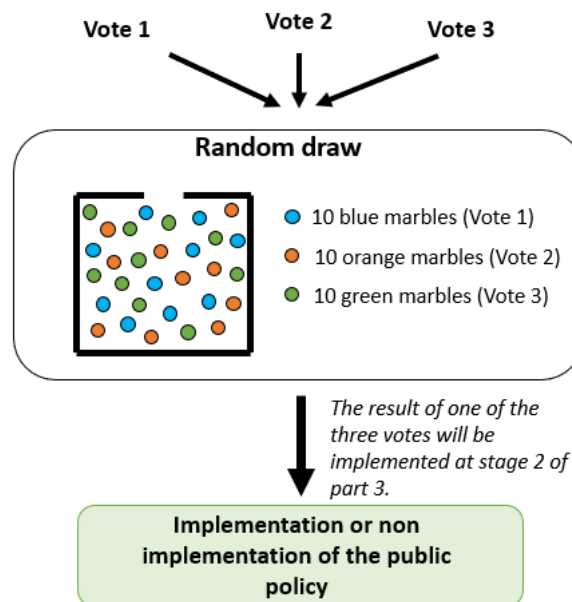 Vote 1
Vote 2
Vote 3
Random draw
10 blue marbles (Vote 1)
10 orange marbles (Vote 2)
10 green marbles (Vote 3)
The result of one of the
three votes will be
implemented at stage 2 of
part 3.
Implementation or non
implementation of the public
policy